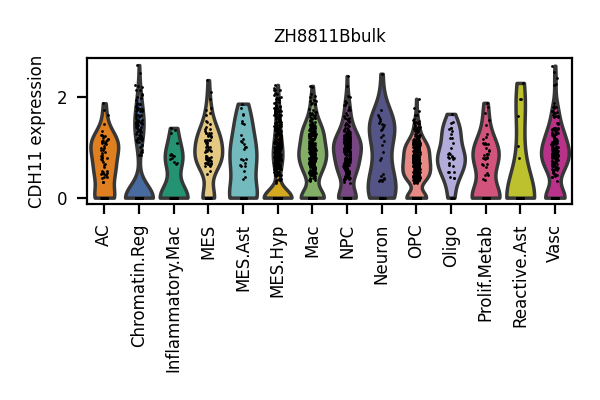 ZH8811Bbulk
CDH11 expression
2
0
AC
Chromatin.Reg
Inflammatory.Mac
MES
MES.Ast
MES.Hyp
Mac
NPC
Neuron
OPC
Oligo
Prolif.Metab
Reactive.Ast
Vasc